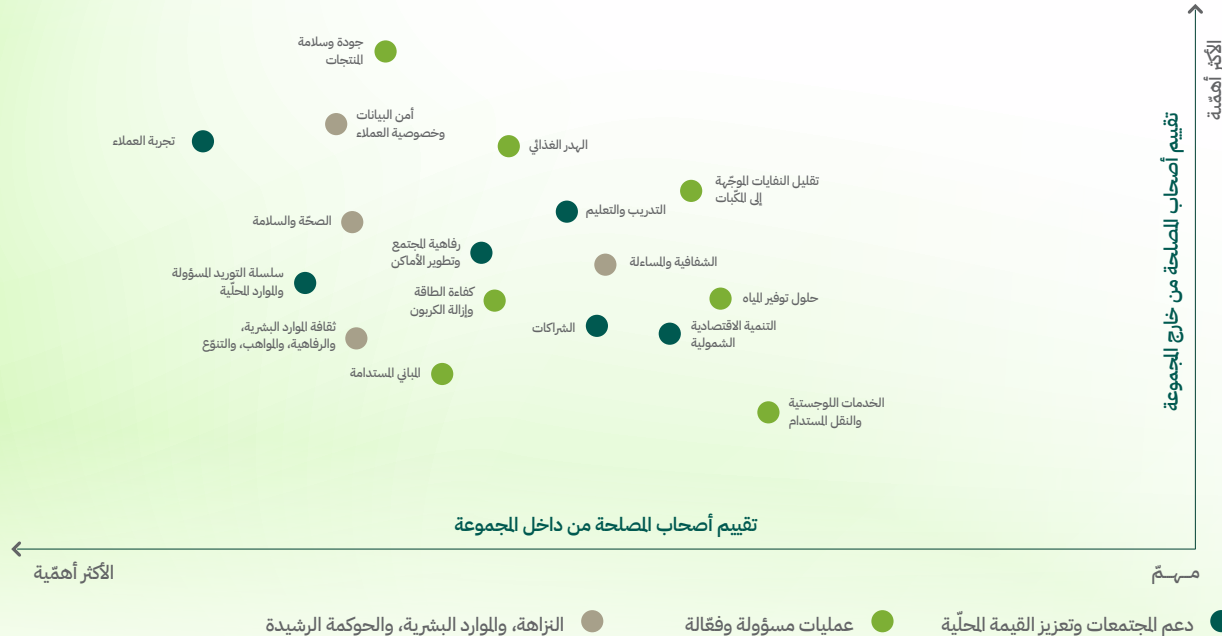 جودة وسلامة
المنتجات
أمن البيانات
وخصوصية العملاء
تجربة العملاء
الهدر الغذائي
تقليل النفايات الموجّهة
إلى المكبّات
التدريب والتعليم
الصحّة والسلامة
رفاهية المجتمع
وتطوير الأماكن
الشفافية والمساءلة
سلسلة التوريد المسؤولة
والموارد المحلّية
كفاءة الطاقة
وإزالة الكربون
حلول توفير المياه
التنمية الاقتصادية
الشمولية
الشراكات
ثقافة الموارد البشرية،
والرفاهية، والمواهب، والتنوّع
المباني المستدامة
الخدمات اللوجستية
والنقل المستدام
الأكثر أهمّية
تقييم أصحاب المصلحة من خارج المجموعة
تقييم أصحاب المصلحة من داخل المجموعة
مـــهـــمّ
الأكثر أهمّية
دعم المجتمعات وتعزيز القيمة المحلّية
عمليات مسؤولة وفعّالة
النزاهة، والموارد البشرية، والحوكمة الرشيدة